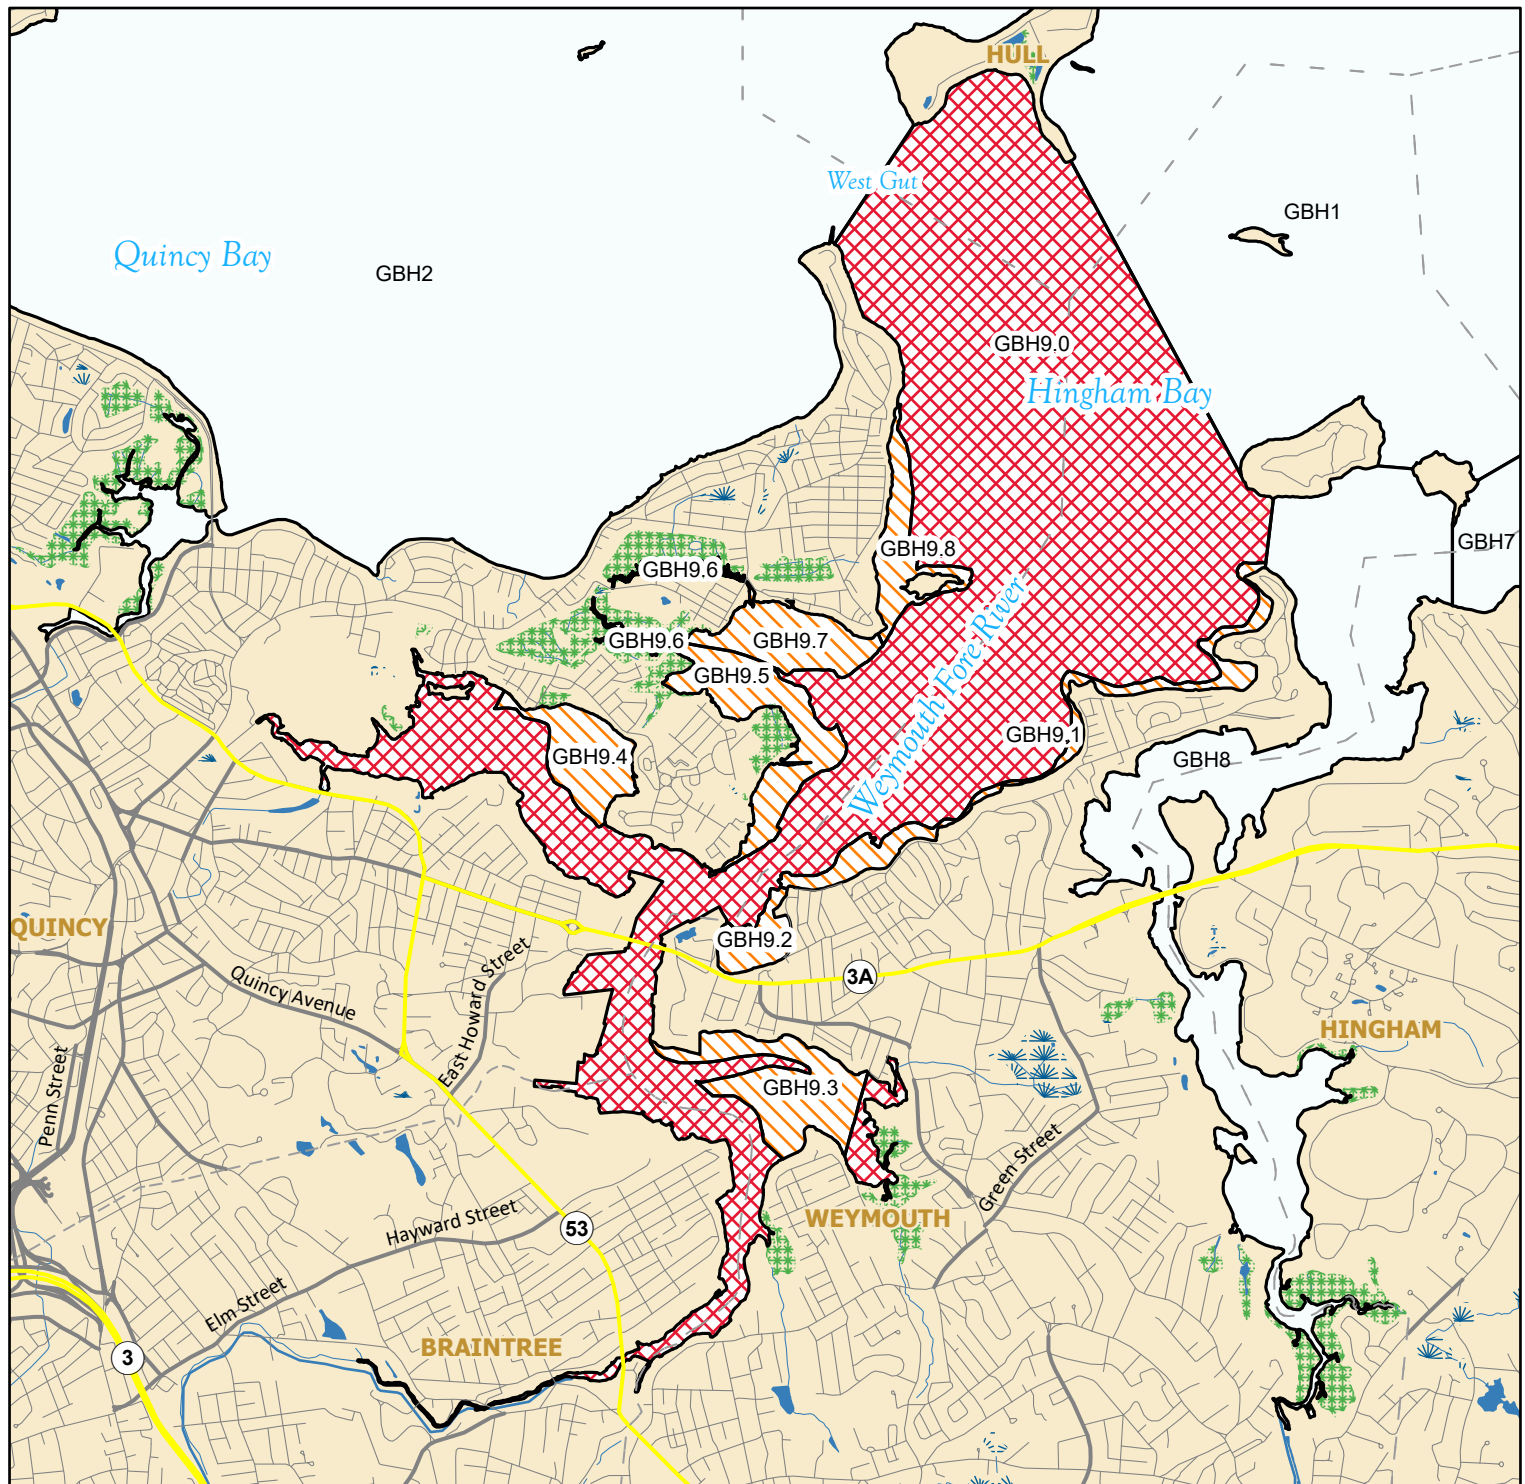 HULL
West Gut
GBH1
Quincy Bay
GBH2
GBH9.0
Hingham Bay
GBH7
GBH9.8
GBH9.6
GBH9.6
GBH9.7
GBH9.5
Weymouth Fore River
GBH9.1
GBH9.4
GBH8
QUINCY
GBH9.2
3A
Quincy Avenue
East Howard Street
HINGHAM
Penn Street
GBH9.3
Green Street
WEYMOUTH
Hayward Street
53
Elm Street
BRAINTREE
3